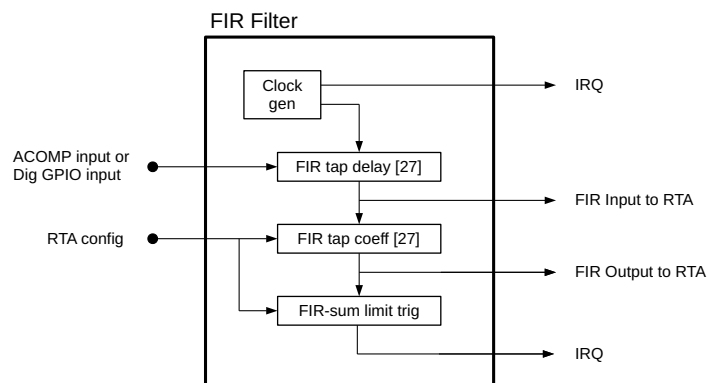 FIR Filter
Clock
gen
IRQ
ACOMP input or
Dig GPIO input
FIR tap delay [27]
FIR Input to RTA
RTA config
FIR tap coeff [27]
FIR Output to RTA
FIR-sum limit trig
IRQ